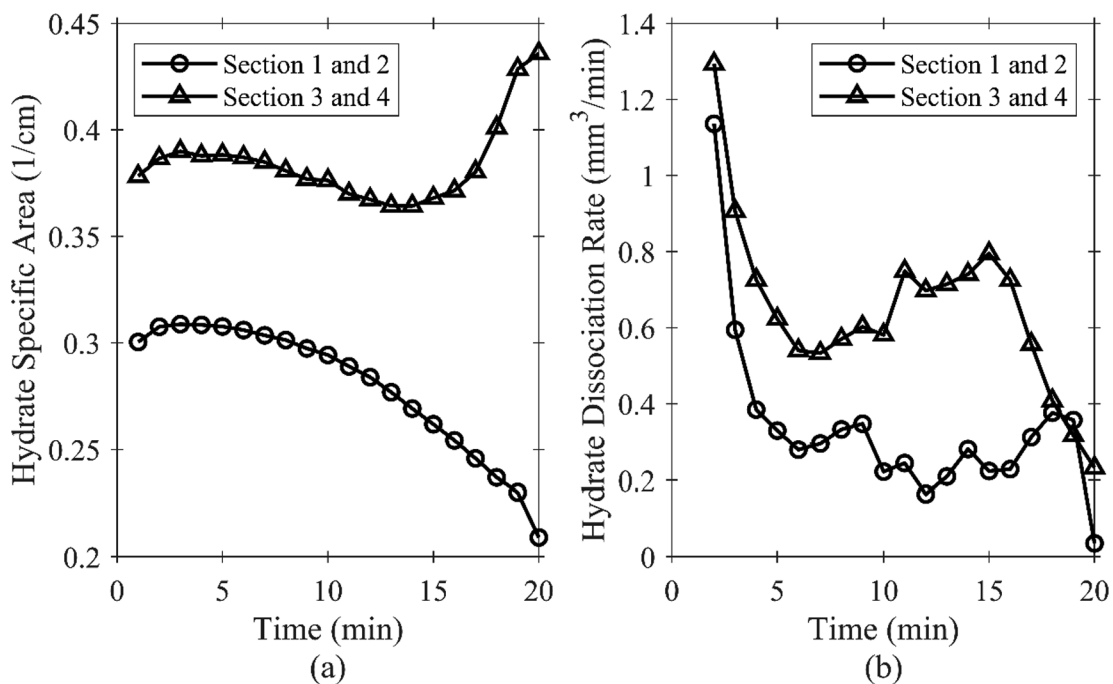 0.45
0.4
0.35
0.3
0.25
0.2
Hydrate Specific Area (1/cm)
Section 1 and 2
Section 3 and 4
0 5 10 15 20
Time (min)
(a)
1.4
1.2
1
0.8
0.6
0.4
0.2
0
Hydrate Dissociation Rate (mm³/min)
Section 1 and 2
Section 3 and 4
0 5 10 15 20
Time (min)
(b)